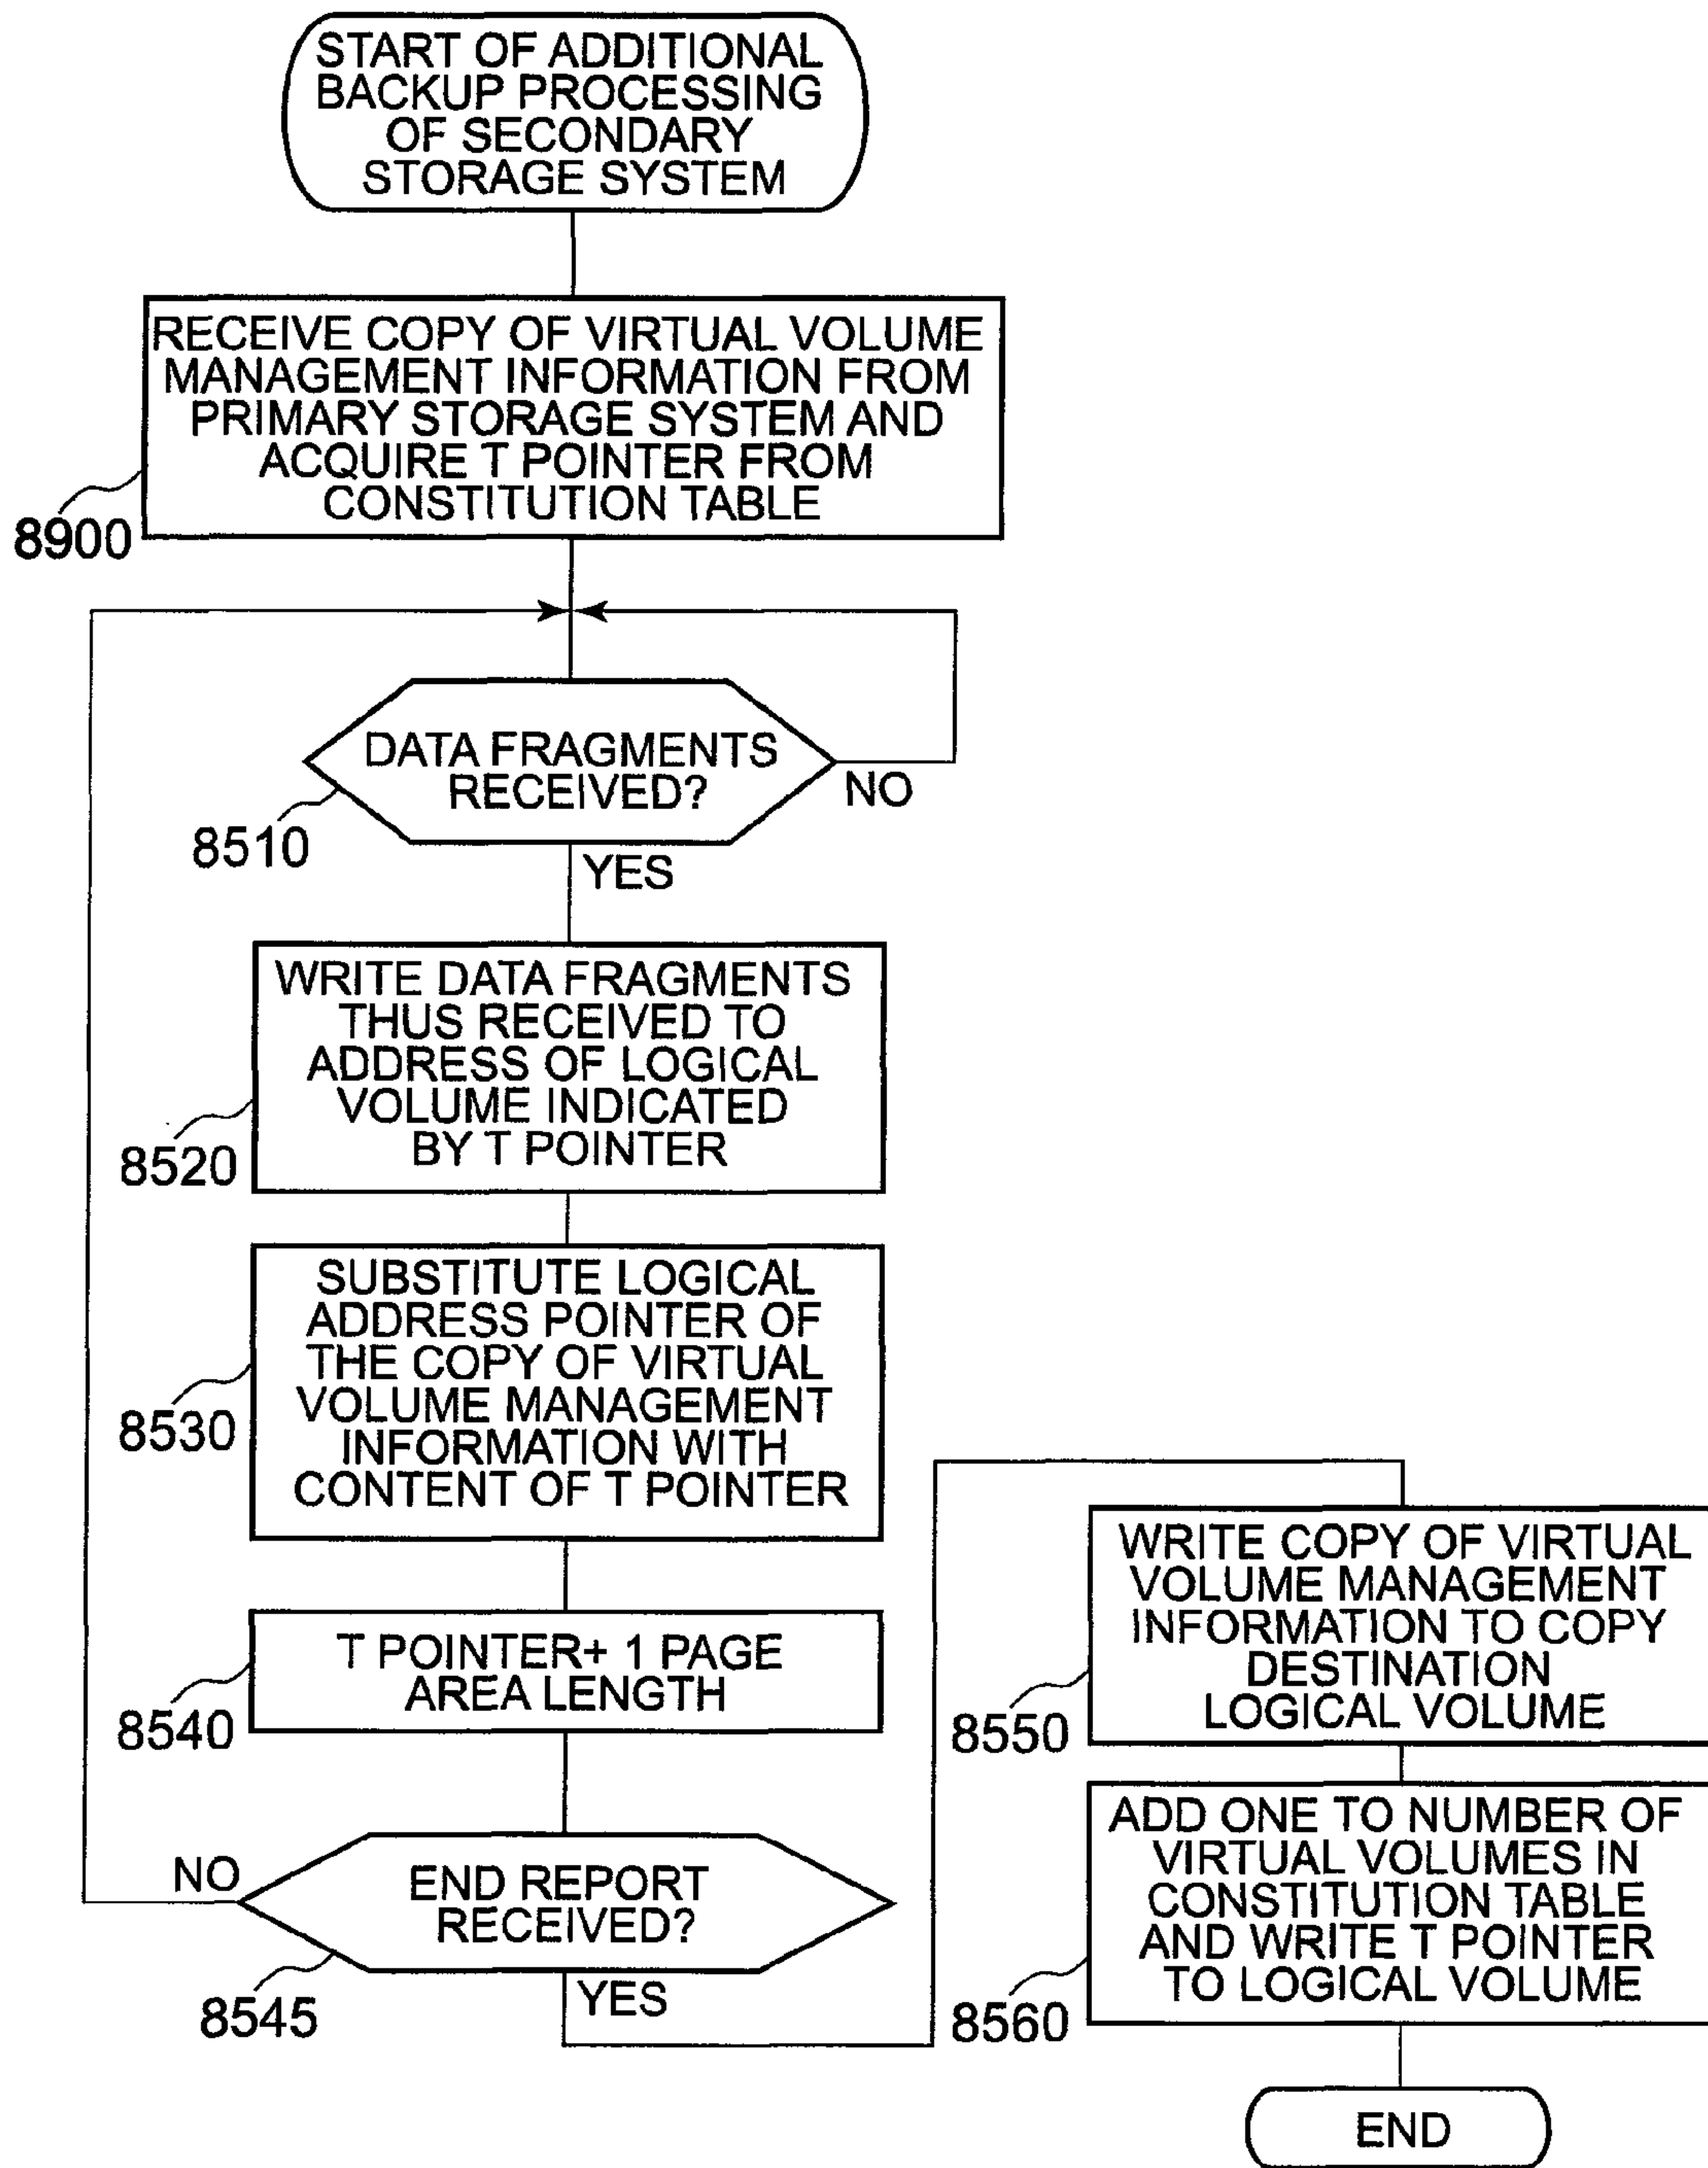 START OF ADDITIONAL
BACKUP PROCESSING
OF SECONDARY
STORAGE SYSTEM
RECEIVE COPY OF VIRTUAL VOLUME
MANAGEMENT INFORMATION FROM
PRIMARY STORAGE SYSTEM AND
ACQUIRE T POINTER FROM
CONSTITUTION TABLE
8900
DATA FRAGMENTS
RECEIVED?
NO
8510
YES
WRITE DATA FRAGMENTS
THUS RECEIVED TO
ADDRESS OF LOGICAL
VOLUME INDICATED
BY T POINTER
8520
SUBSTITUTE LOGICAL
ADDRESS POINTER OF
THE COPY OF VIRTUAL
VOLUME MANAGEMENT
INFORMATION WITH
CONTENT OF T POINTER
8530
T POINTER+ 1 PAGE
AREA LENGTH
8540
NO
END REPORT
RECEIVED?
8545
YES
WRITE COPY OF VIRTUAL
VOLUME MANAGEMENT
INFORMATION TO COPY
DESTINATION
LOGICAL VOLUME
8550
ADD ONE TO NUMBER OF
VIRTUAL VOLUMES IN
CONSTITUTION TABLE
AND WRITE T POINTER
TO LOGICAL VOLUME
8560
END